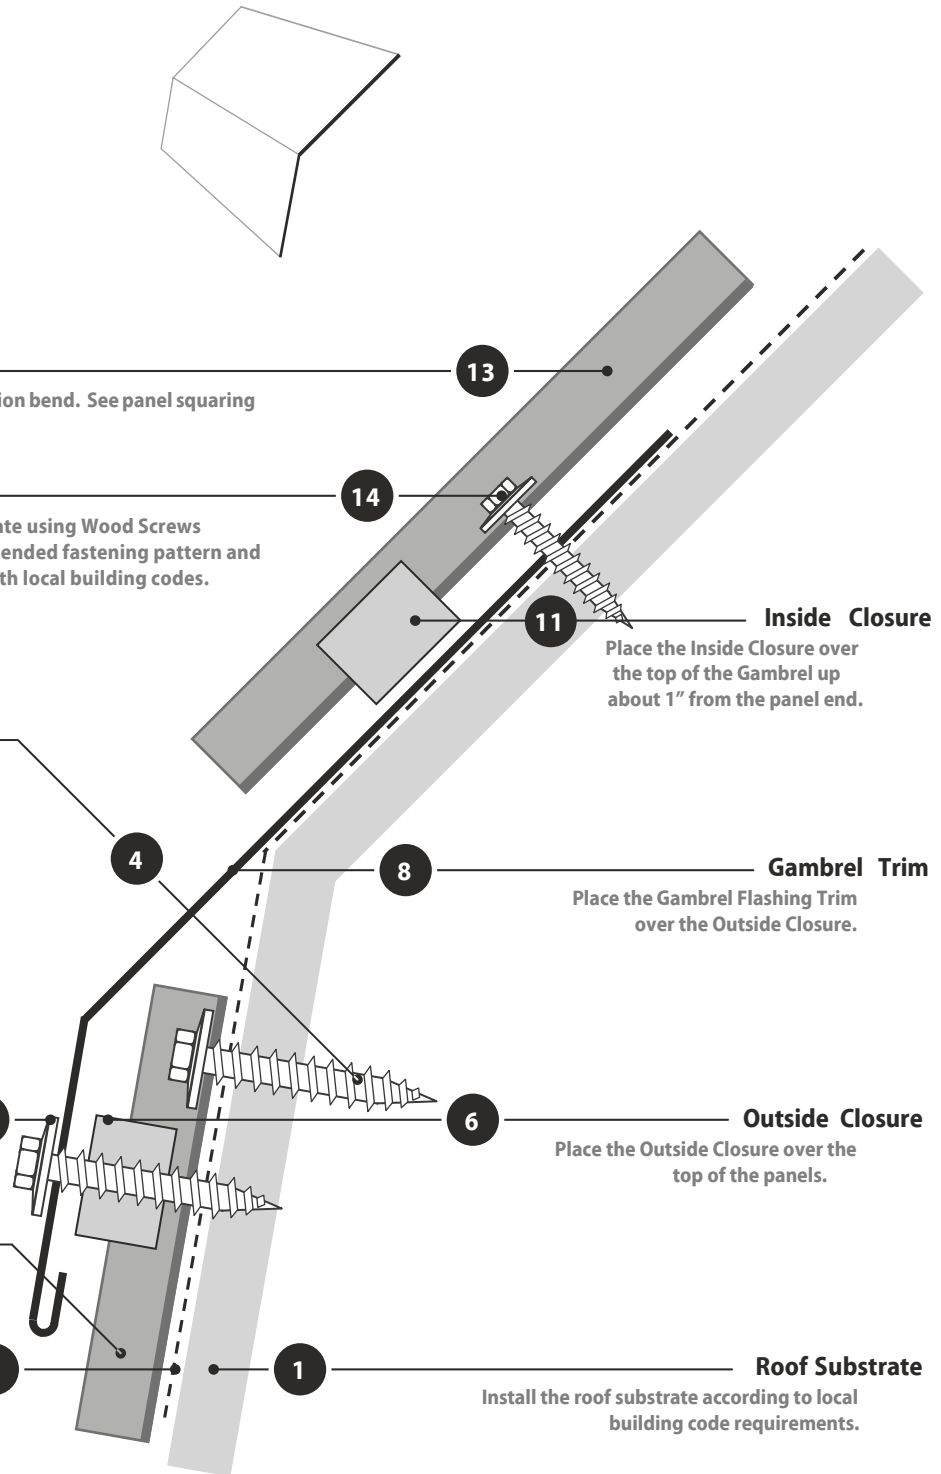 13
ion bend. See panel squaring
14
ate using Wood Screws
ended fastening pattern and
th local building codes.
11
Inside Closure
Place the Inside Closure over
the top of the Gambrel up
about 1” from the panel end.
4
8
Gambrel Trim
Place the Gambrel Flashing Trim
over the Outside Closure.
6
Outside Closure
Place the Outside Closure over the
top of the panels.
1
Roof Substrate
Install the roof substrate according to local
building code requirements.